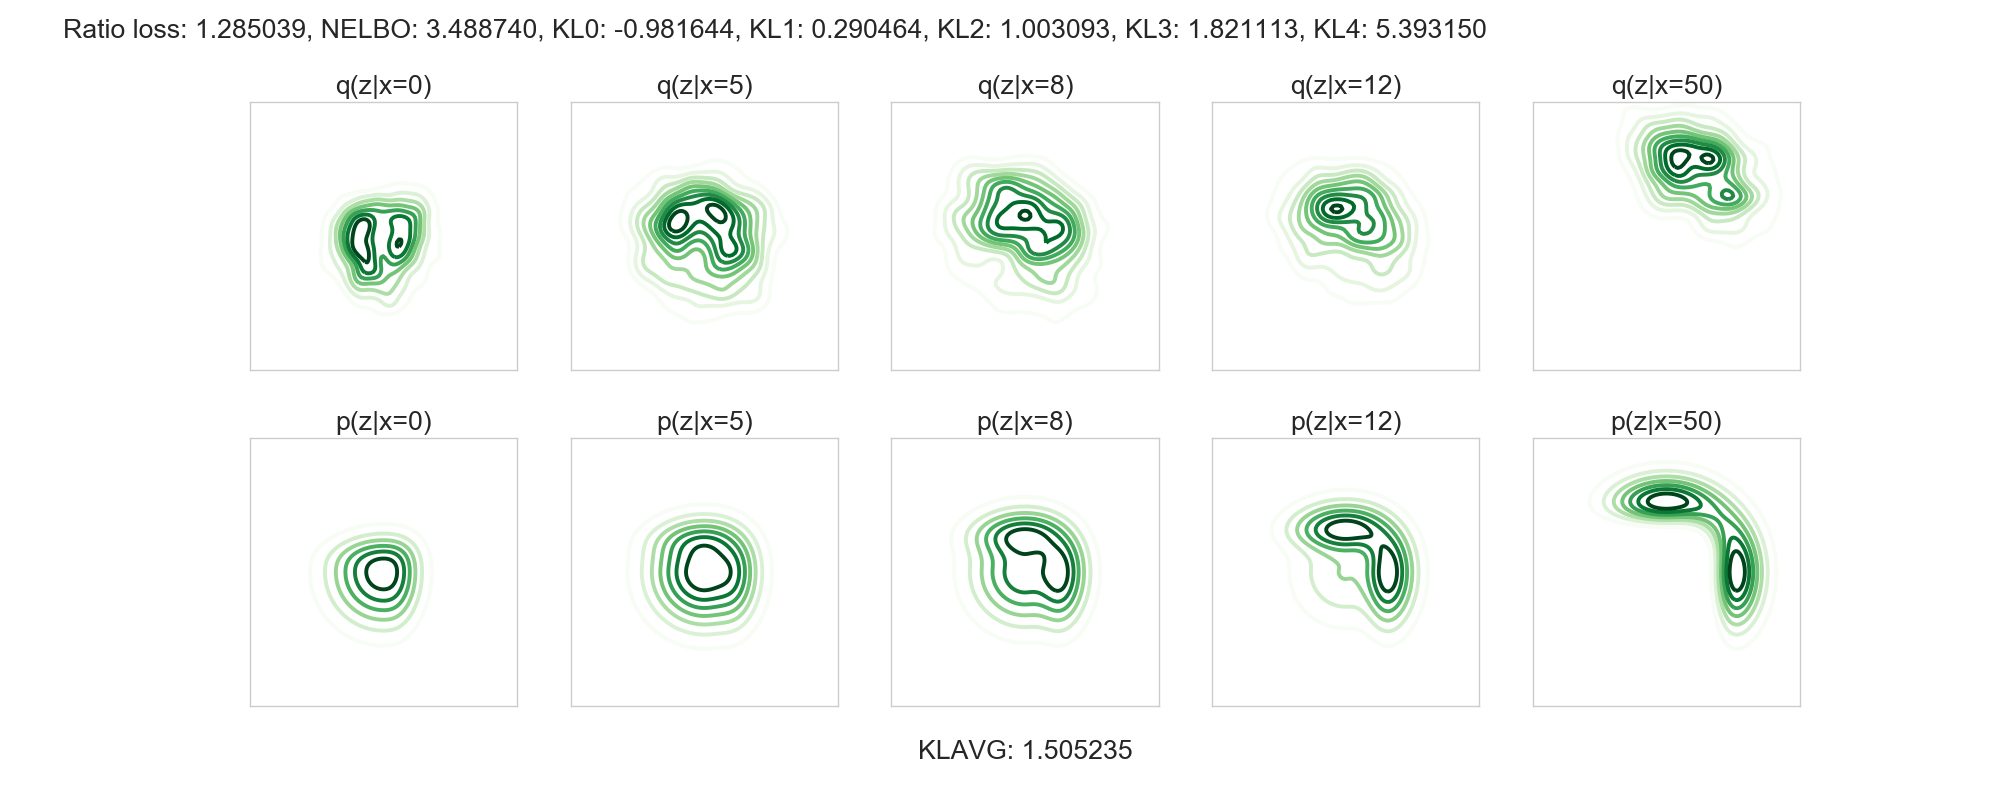 Ratio loss: 1.285039, NELBO: 3.488740, KL0: -0.981644, KL1: 0.290464, KL2: 1.003093, KL3: 1.821113, KL4: 5.393150
q(z|x=0) q(z|x=5) q(z|x=8) q(z|x=12) q(z|x=50)
p(z|x=0) p(z|x=5) p(z|x=8) p(z|x=12) p(z|x=50)
KLAVG: 1.505235